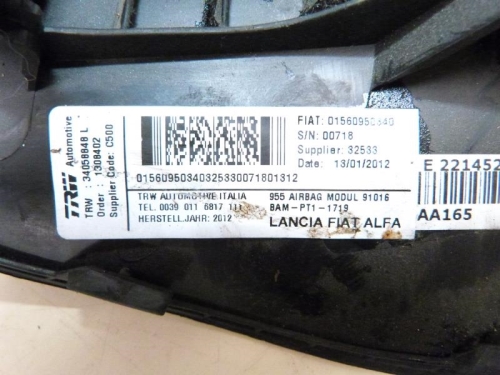 TRW Automotive
TRW : 34058848 L
Order : 1308402
Supplier Code: C500
FIAT: 01560950340
S/N: 00718
Supplier: 32533
Date: 13/01/2012
01560950340325330071801312
TRW AUTOMOTIVE ITALIA
TEL. 0039 011 6817 111
HERSTELLJAHR: 2012
955 AIRBAG MODUL 91016
BAM-PT1-1719
LANCIA FIAT ALFA
E 221452
AA165